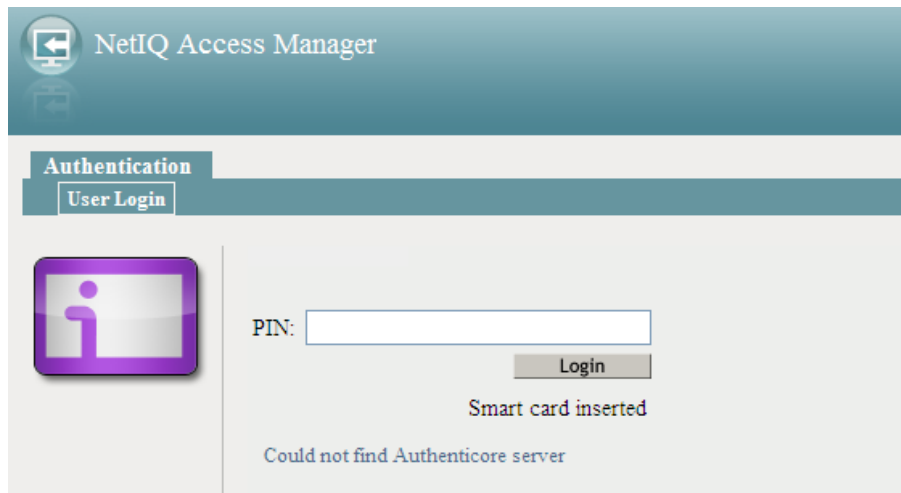 NetIQ Access Manager
Authentication
User Login
PIN:
Login
Smart card inserted
Could not find Authenticore server